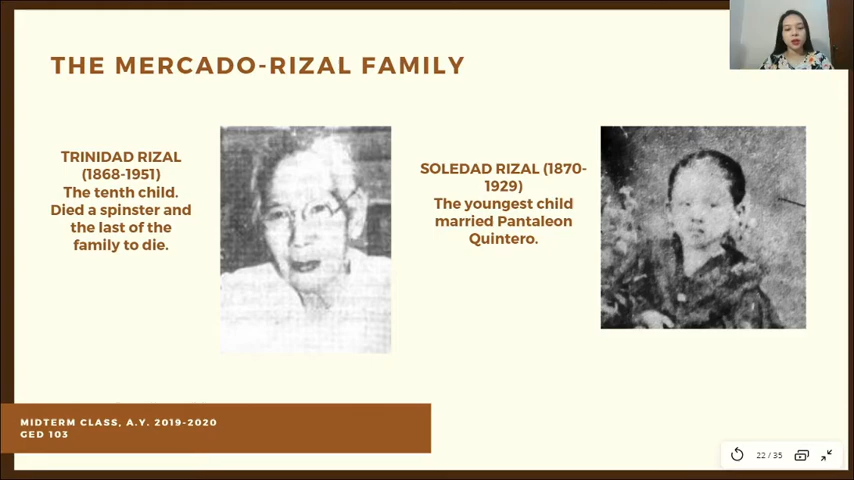 THE MERCADO-RIZAL FAMILY
TRINIDAD RIZAL
(1868-1951)
The tenth child.
Died a spinster and
the last of the
family to die.
SOLEDAD RIZAL (1870-
1929)
The youngest child
married Pantaleon
Quintero.
MIDTERM CLASS, A.Y. 2019-2020
GED 103
22 / 35